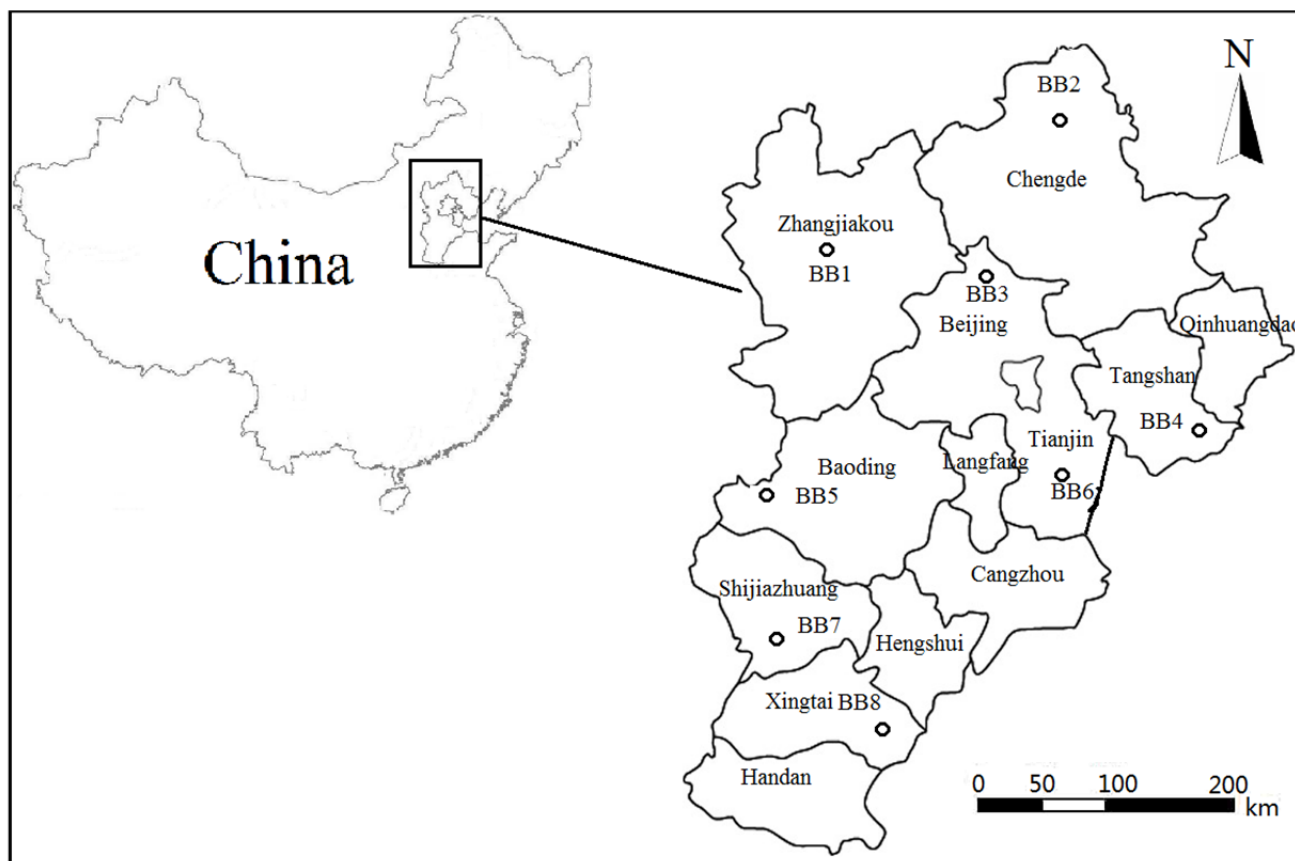 China
N
BB2
Chengde
Zhangjiakou
BB1
BB3
Beijing
Qinhuangdao
Tangshan
BB4
Tianjin
Langfang
Baoding
BB5
BB6
Cangzhou
Shijiazhuang
BB7
Hengshui
Xingtai BB8
Handan
0 50 100 200
km